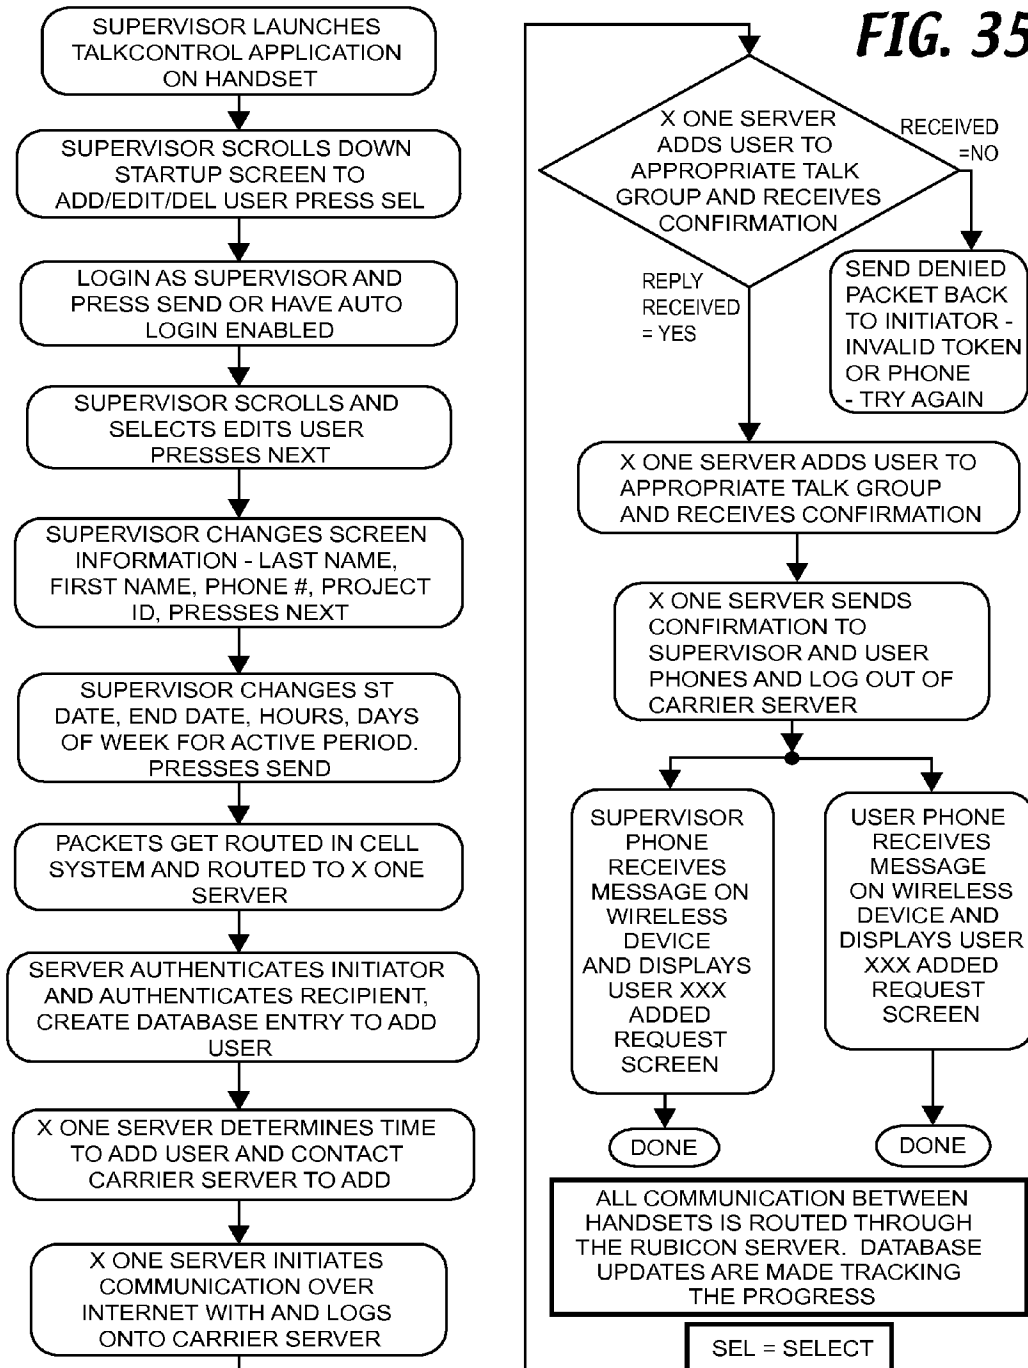 SUPERVISOR LAUNCHES
TALKCONTROL APPLICATION
ON HANDSET
SUPERVISOR SCROLLS DOWN
STARTUP SCREEN TO
ADD/EDIT/DEL USER PRESS SEL
LOGIN AS SUPERVISOR AND
PRESS SEND OR HAVE AUTO
LOGIN ENABLED
SUPERVISOR SCROLLS AND
SELECTS EDITS USER
PRESSES NEXT
SUPERVISOR CHANGES SCREEN
INFORMATION - LAST NAME,
FIRST NAME, PHONE #, PROJECT
ID, PRESSES NEXT
SUPERVISOR CHANGES ST
DATE, END DATE, HOURS, DAYS
OF WEEK FOR ACTIVE PERIOD.
PRESSES SEND
PACKETS GET ROUTED IN CELL
SYSTEM AND ROUTED TO X ONE
SERVER
SERVER AUTHENTICATES INITIATOR
AND AUTHENTICATES RECIPIENT,
CREATE DATABASE ENTRY TO ADD
USER
X ONE SERVER DETERMINES TIME
TO ADD USER AND CONTACT
CARRIER SERVER TO ADD
X ONE SERVER INITIATES
COMMUNICATION OVER
INTERNET WITH AND LOGS
ONTO CARRIER SERVER
FIG. 35
X ONE SERVER
ADDS USER TO
APPROPRIATE TALK
GROUP AND RECEIVES
CONFIRMATION
RECEIVED
=NO
SEND DENIED
PACKET BACK
TO INITIATOR -
INVALID TOKEN
OR PHONE
- TRY AGAIN
REPLY
RECEIVED
= YES
X ONE SERVER ADDS USER TO
APPROPRIATE TALK GROUP
AND RECEIVES CONFIRMATION
X ONE SERVER SENDS
CONFIRMATION TO
SUPERVISOR AND USER
PHONES AND LOG OUT OF
CARRIER SERVER
SUPERVISOR
PHONE
RECEIVES
MESSAGE ON
WIRELESS
DEVICE
AND DISPLAYS
USER XXX
ADDED
REQUEST
SCREEN
DONE
USER PHONE
RECEIVES
MESSAGE
ON WIRELESS
DEVICE AND
DISPLAYS USER
XXX ADDED
REQUEST
SCREEN
DONE
ALL COMMUNICATION BETWEEN
HANDSETS IS ROUTED THROUGH
THE RUBICON SERVER. DATABASE
UPDATES ARE MADE TRACKING
THE PROGRESS
SEL = SELECT